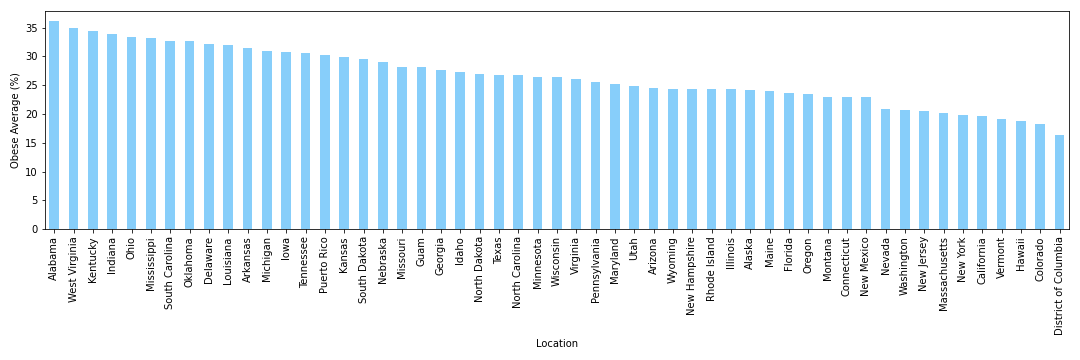 35
30
25
20
15
10
5
0
Obese Average (%)
Alabama
West Virginia
Kentucky
Indiana
Ohio
Mississippi
South Carolina
Oklahoma
Delaware
Louisiana
Arkansas
Michigan
Iowa
Tennessee
Puerto Rico
Kansas
South Dakota
Nebraska
Missouri
Guam
Georgia
Idaho
North Dakota
Texas
North Carolina
Minnesota
Wisconsin
Virginia
Pennsylvania
Maryland
Utah
Arizona
Wyoming
New Hampshire
Rhode Island
Illinois
Alaska
Maine
Florida
Oregon
Montana
Connecticut
New Mexico
Nevada
Washington
New Jersey
Massachusetts
New York
California
Vermont
Hawaii
Colorado
District of Columbia
Location